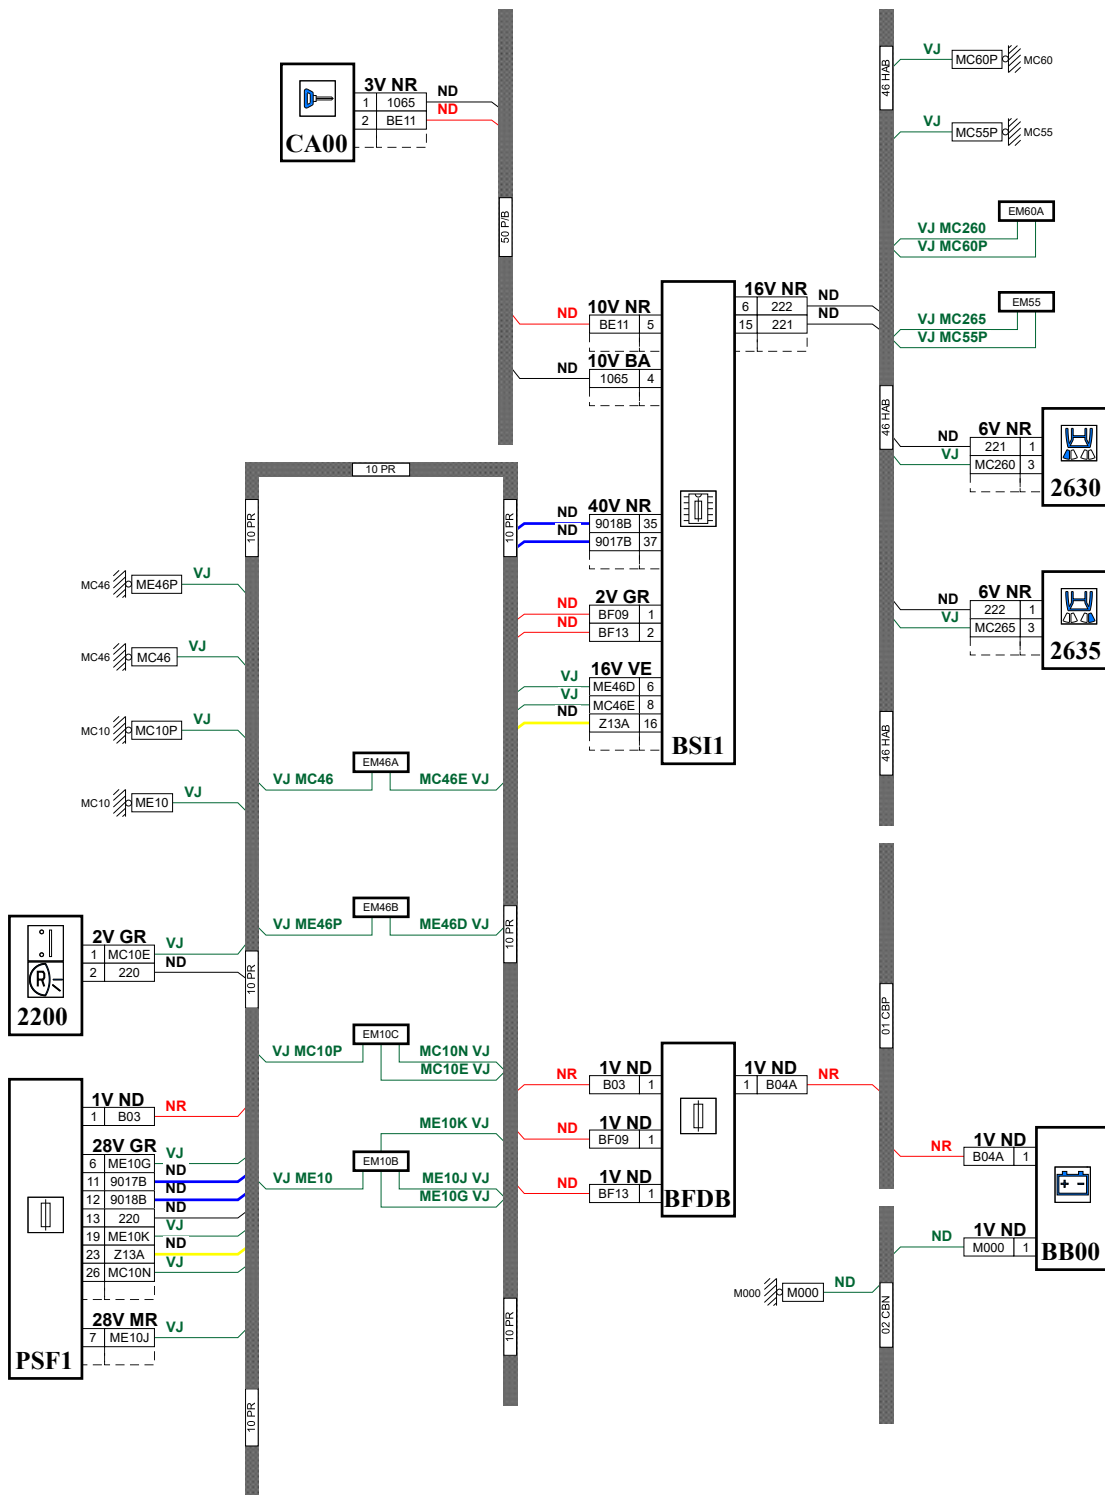 CA00
3V NR
1 1065 ND
2 BE11 ND
50 P/B
46 HAB
VJ MC60P MC60
VJ MC55P MC55
EM60A
VJ MC260
VJ MC60P
EM55
VJ MC265
VJ MC55P
10V NR
ND BE11 5
10V BA
ND 1065 4
16V NR
6 222 ND
15 221 ND
46 HAB
6V NR
ND 221 1
VJ MC260 3
2630
10 PR
10 PR
10 PR
40V NR
ND 9018B 35
ND 9017B 37
2V GR
ND BF09 1
ND BF13 2
16V VE
VJ ME46D 6
VJ MC46E 8
ND Z13A 16
BSI1
6V NR
ND 222 1
VJ MC265 3
2635
46 HAB
MC46 ME46P VJ
MC46 MC46 VJ
MC10 MC10P VJ
MC10 ME10 VJ
EM46A
VJ MC46 MC46E VJ
EM46B
VJ ME46P ME46D VJ
10 PR
10 PR
2V GR
1 MC10E VJ
2 220 ND
R
2200
EM10C
VJ MC10P MC10N VJ
MC10E VJ
01 CBP
1V ND
1 B03 NR
28V GR
6 ME10G VJ
11 9017B ND
12 9018B ND
13 220 ND
19 ME10K VJ
23 Z13A ND
26 MC10N VJ
28V MR
7 ME10J VJ
PSF1
ME10K VJ
EM10B
VJ ME10 ME10J VJ
ME10G VJ
1V ND
NR B03 1
1V ND
ND BF09 1
1V ND
ND BF13 1
1V ND
1 B04A NR
BFDB
1V ND
NR B04A 1
+ -
1V ND
ND M000 1
BB00
M000 M000 ND
02 CBN
10 PR
10 PR